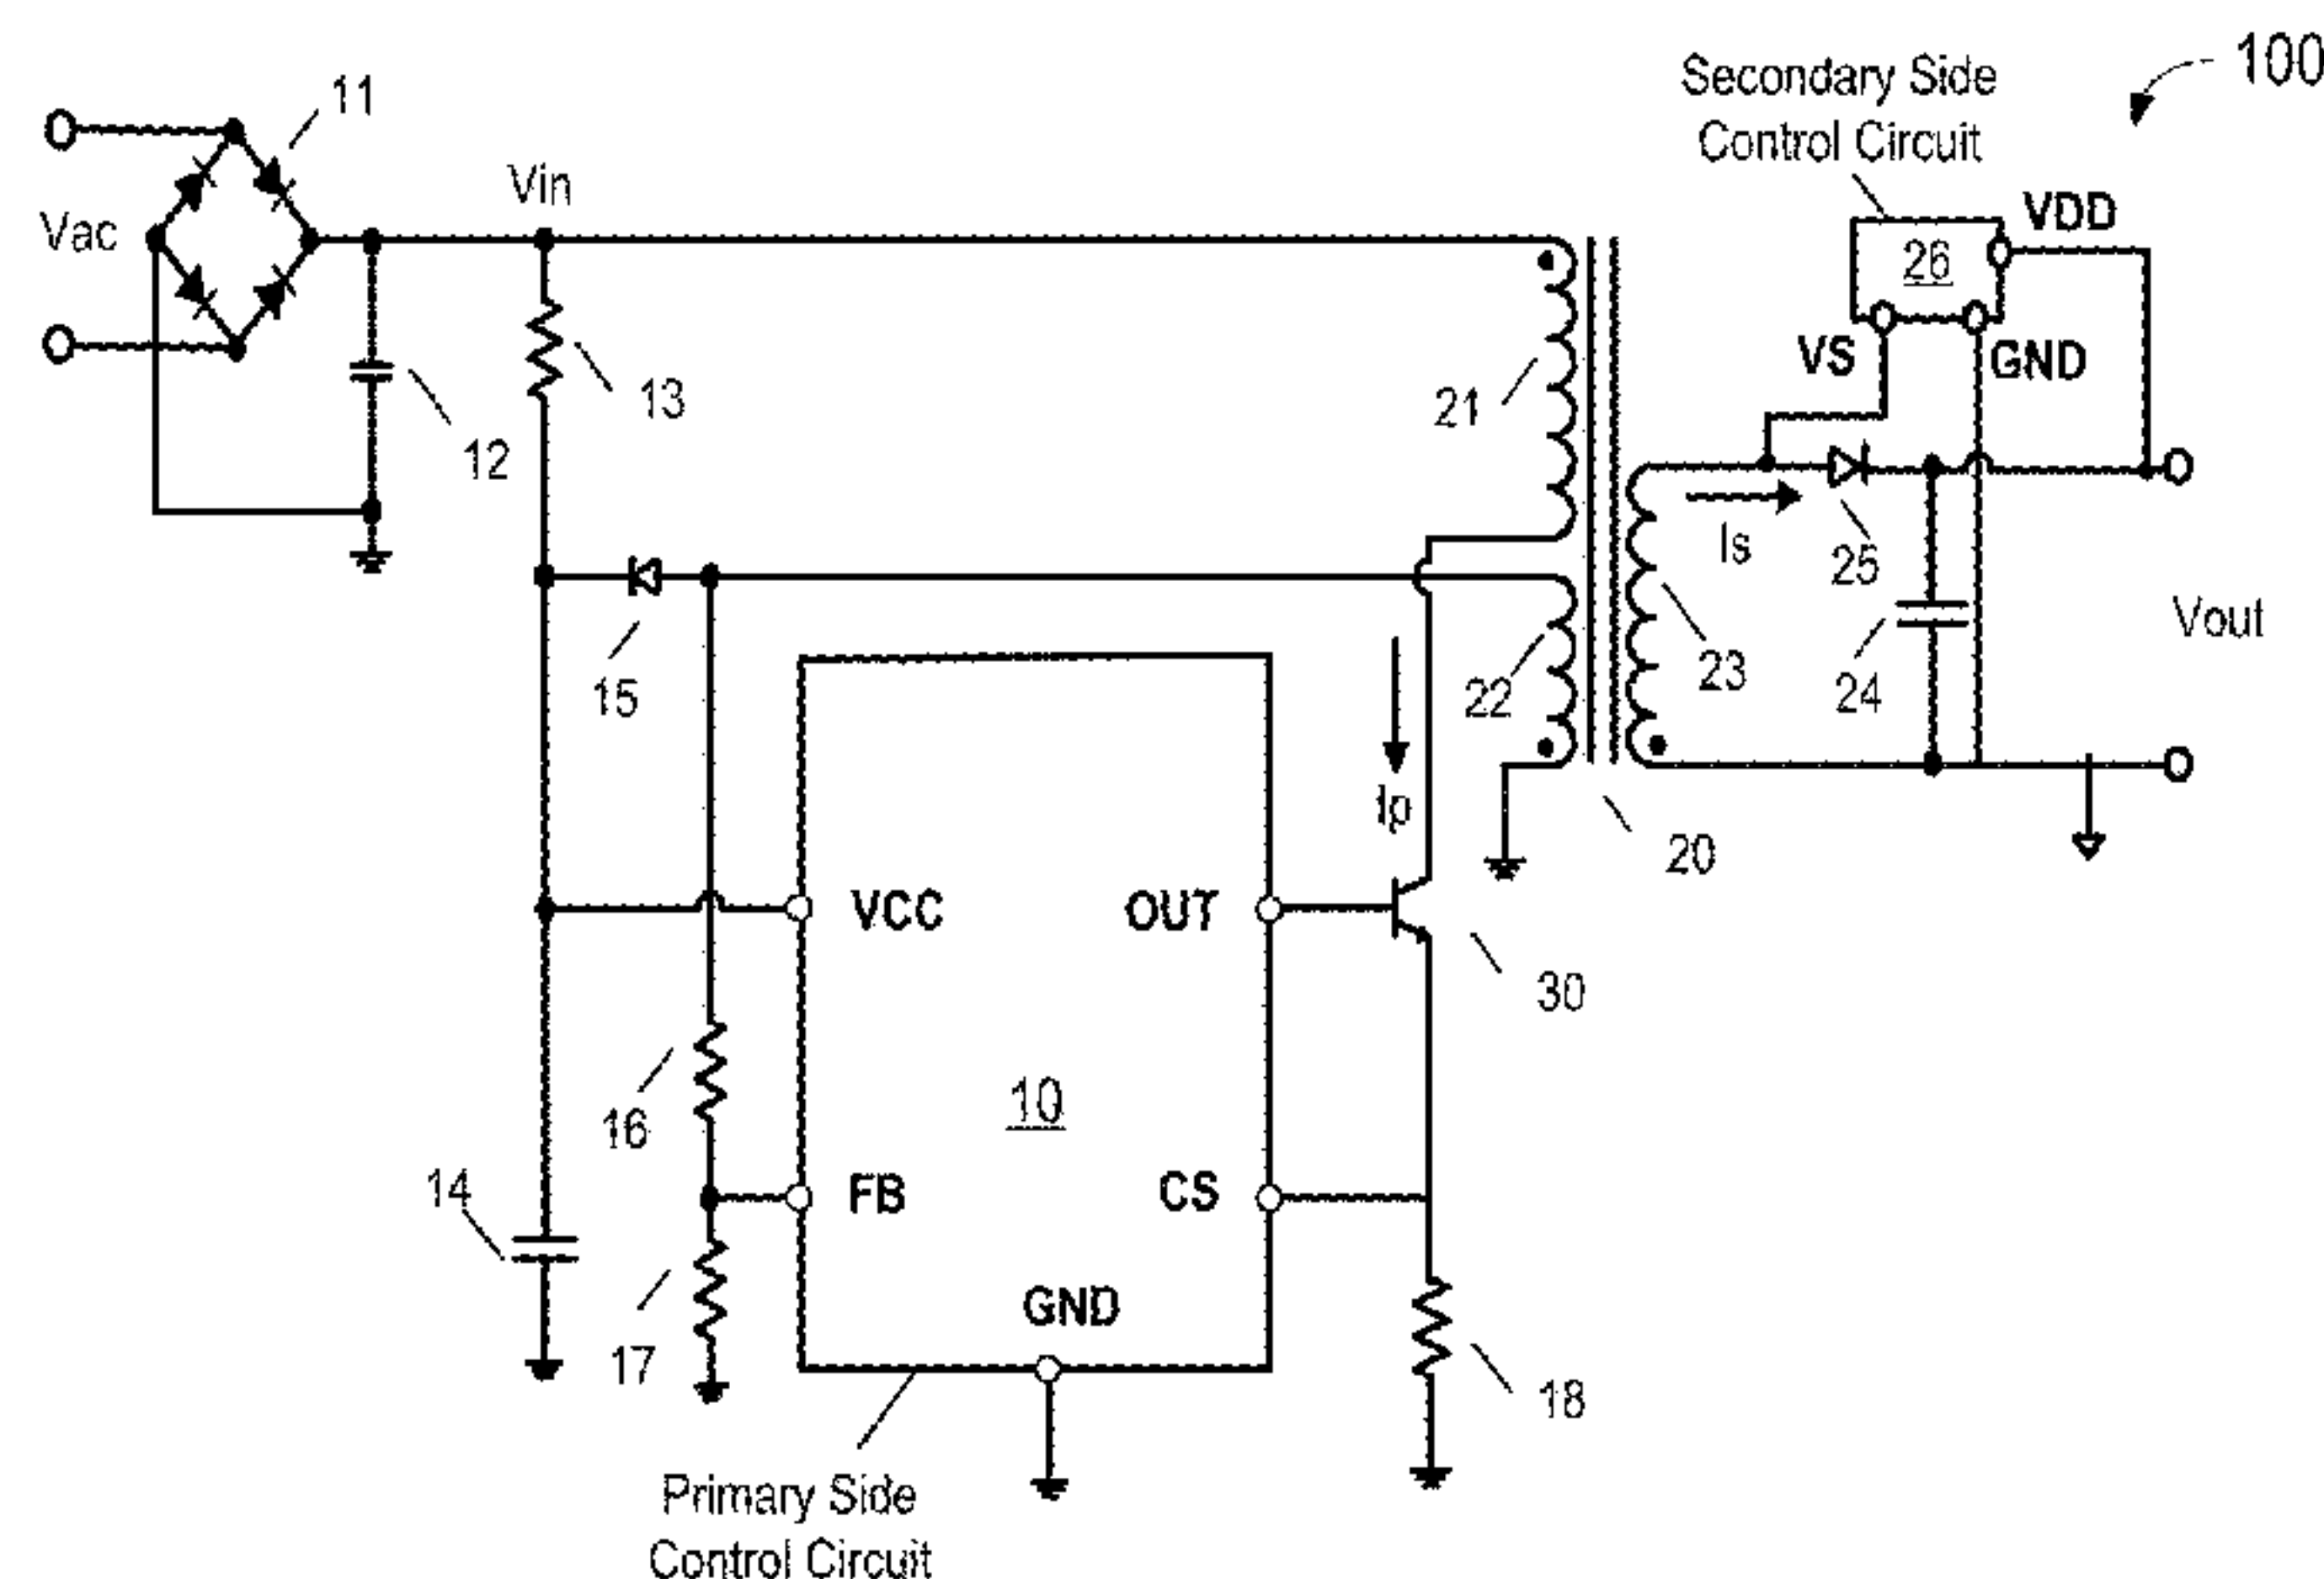 100
Secondary Side
Control Circuit
11
Vin
Vac
VDD
26
VS
GND
13
21
12
Is
25
Vout
15
22
23
24
Ip
20
VCC
OUT
30
10
16
14
FB
CS
GND
17
18
Primary Side
Control Circuit